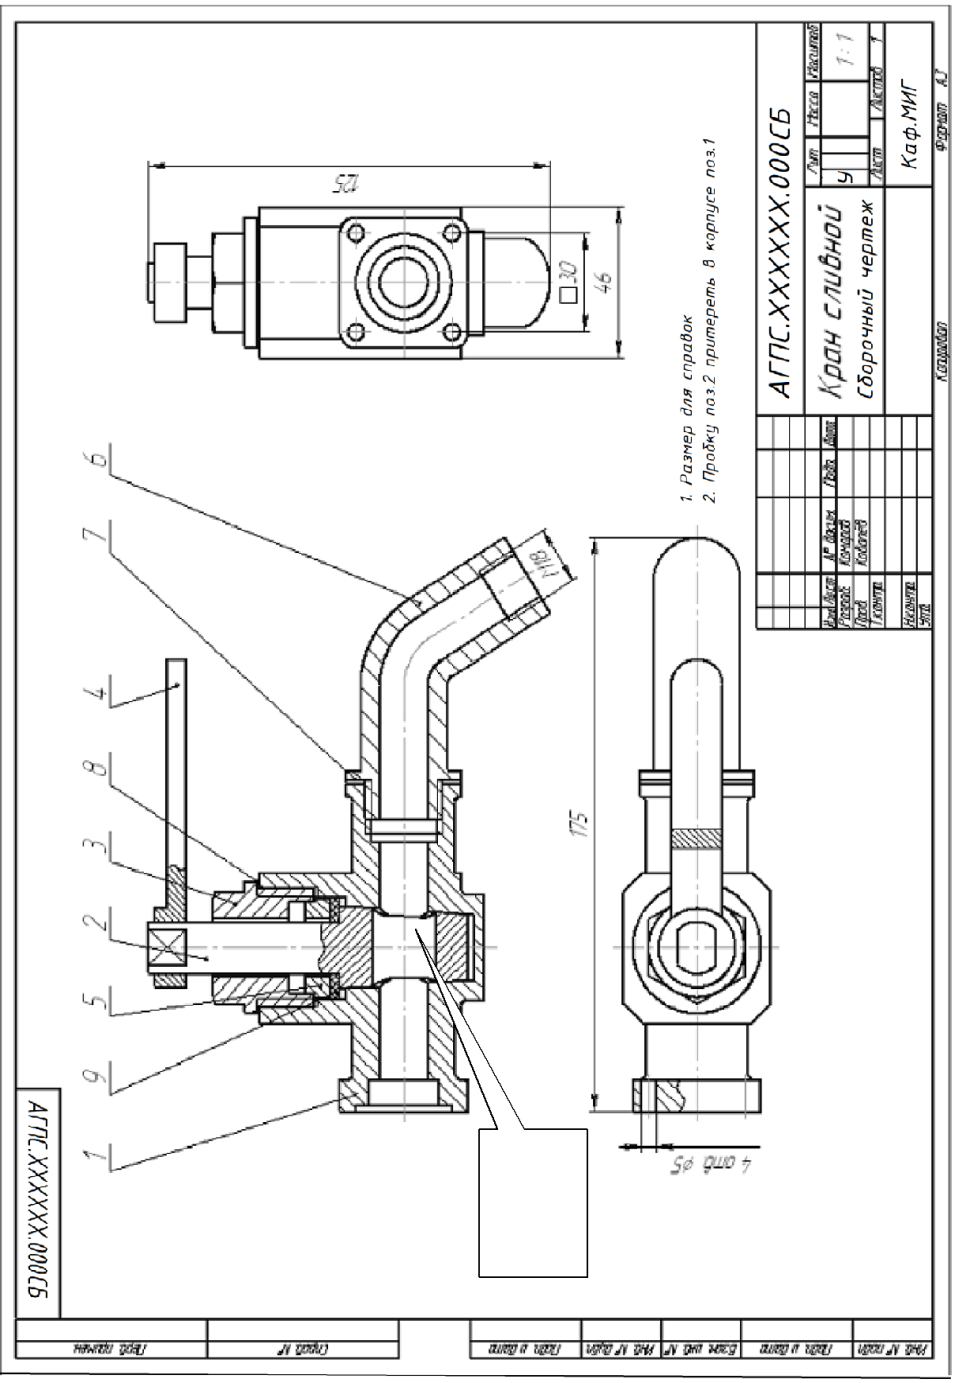 АГПС.XXXXXX.000СБ
1
9
5
2
3
8
4
7
6
125
□30
46
М18
175
4 отв ⌀5
1. Размер для справок
2. Пробку поз.2 притереть в корпусе поз.1
АГПС.XXXXXX.000СБ
Кран сливной
Сборочный чертеж
Лит Масса Масштаб
у 1:1
Лист Листов 1
Каф.МИГ
Изм Лист № докум. Подп. Дата
Разраб. Комаров
Пров. Ковалёв
Т.контр.
Н.контр.
Утв.
Копировал Формат А3
Перв. примен.
Справ. №
Подп. и дата
Инв. № дубл.
Взам. инв. №
Подп. и дата
Инв. № подл.